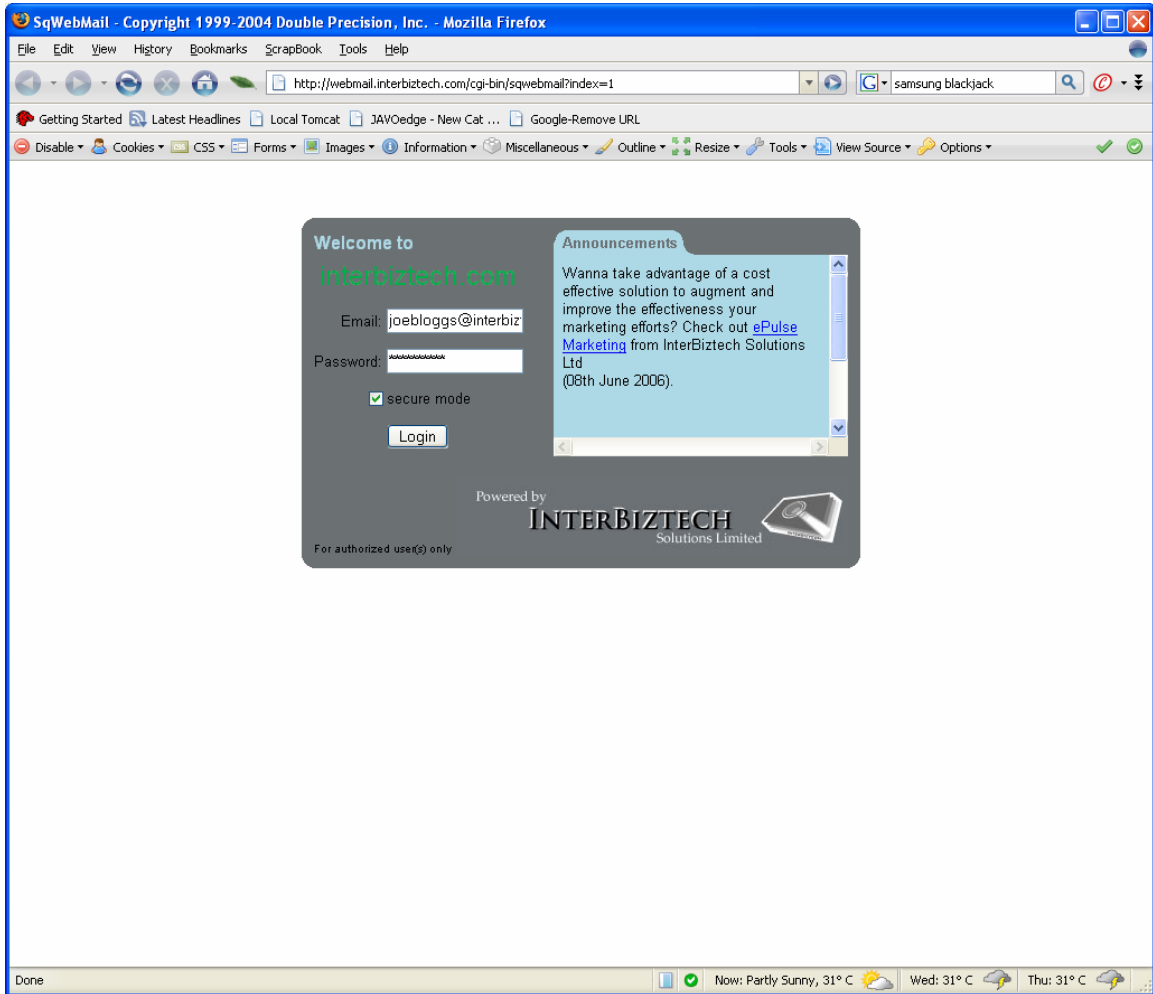 SqWebMail - Copyright 1999-2004 Double Precision, Inc. - Mozilla Firefox
File Edit View History Bookmarks ScrapBook Tools Help
http://webmail.interbiztech.com/cgi-bin/sqwebmail?index=1 G samsung blackjack
Getting Started Latest Headlines Local Tomcat JAVOedge - New Cat ... Google-Remove URL
Disable Cookies CSS Forms Images Information Miscellaneous Outline Resize Tools View Source Options
Welcome to
interbiztech.com
Email: joebloggs@interbiz
Password: ***********
secure mode
Login
Announcements
Wanna take advantage of a cost
effective solution to augment and
improve the effectiveness your
marketing efforts? Check out ePulse
Marketing from InterBiztech Solutions
Ltd
(08th June 2006).
Powered by
INTERBIZTECH
Solutions Limited
For authorized user(s) only
Done Now: Partly Sunny, 31° C Wed: 31° C Thu: 31° C